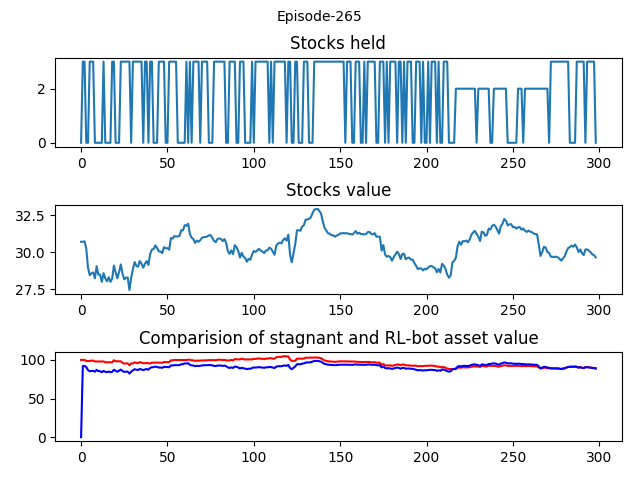 Episode-265
Stocks held
2
0
0 50 100 150 200 250 300
Stocks value
32.5
30.0
27.5
0 50 100 150 200 250 300
Comparision of stagnant and RL-bot asset value
100
50
0
0 50 100 150 200 250 300